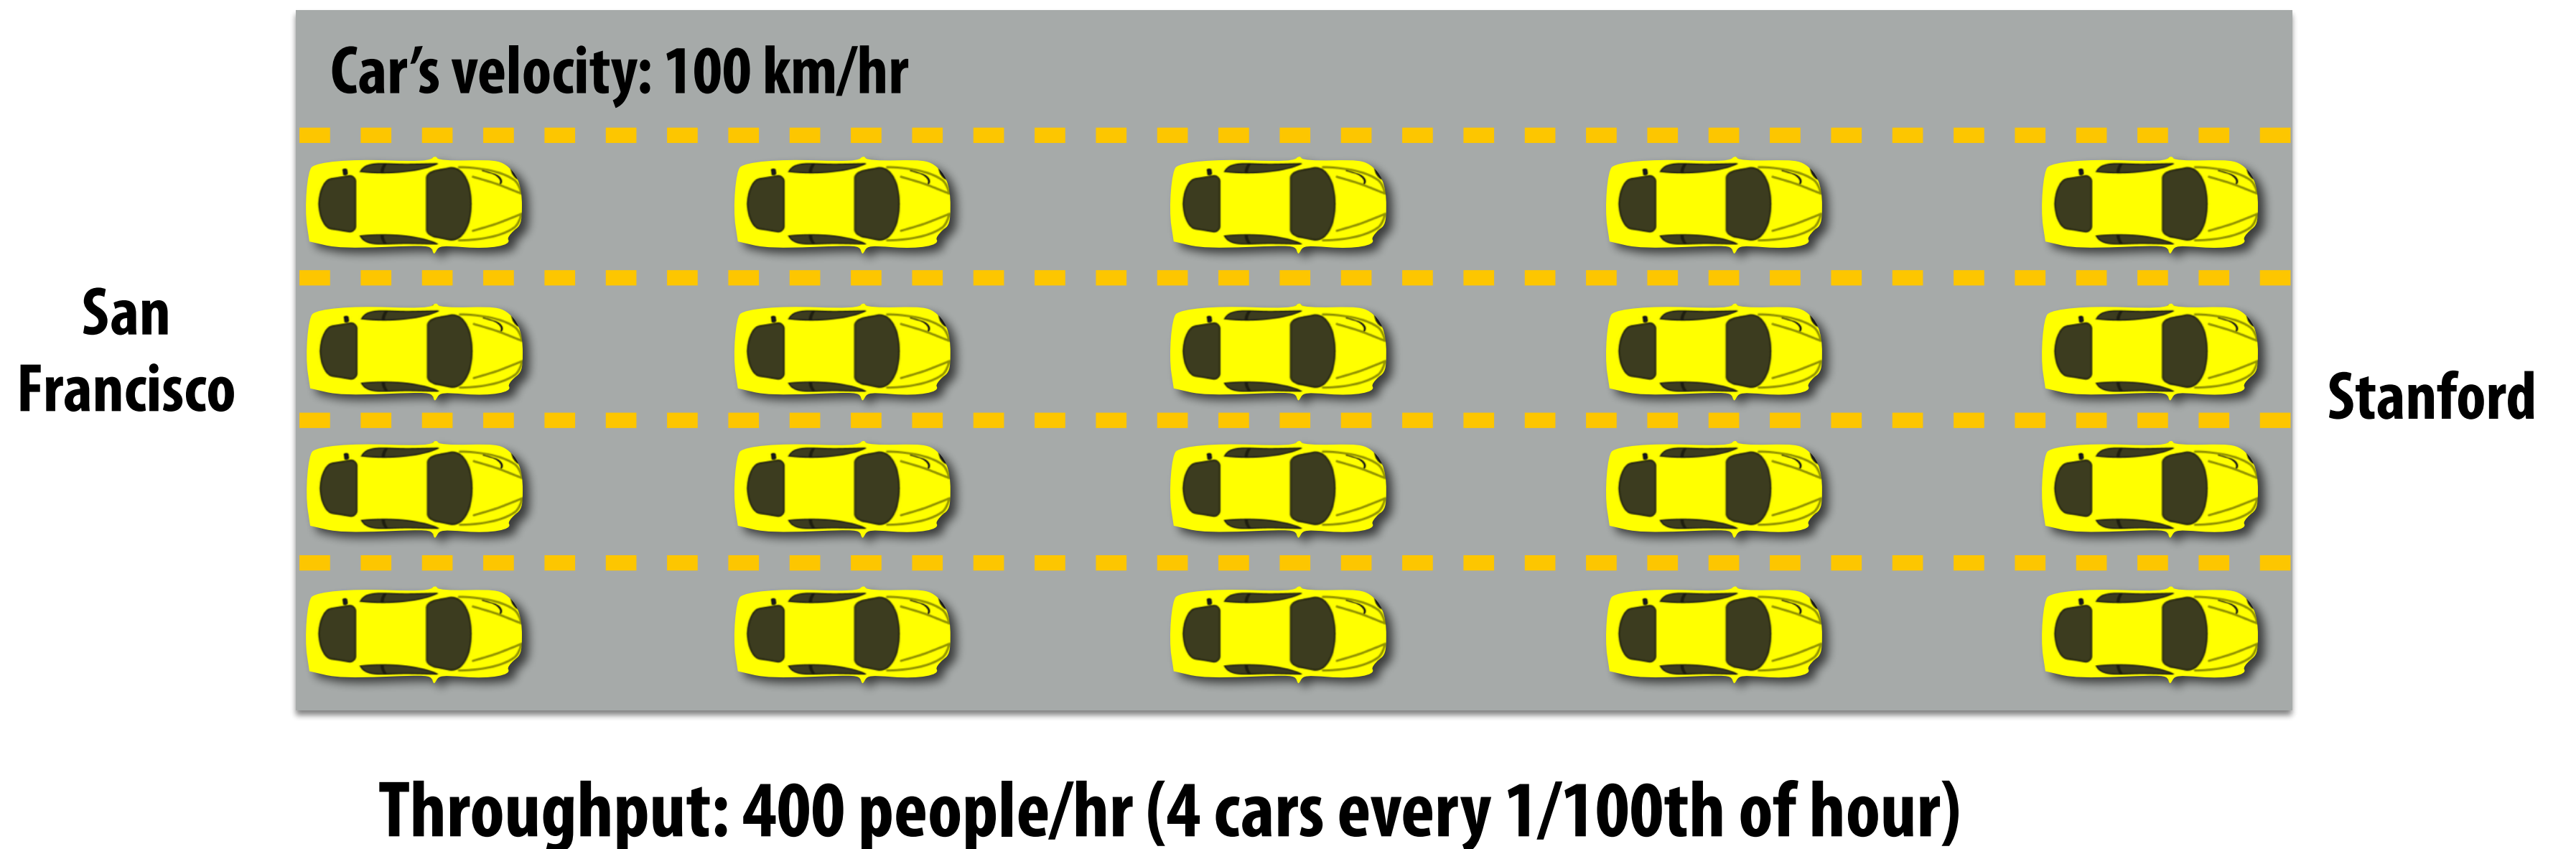 Car’s velocity: 100 km/hr
San
Francisco
Stanford
Throughput: 400 people/hr (4 cars every 1/100th of hour)